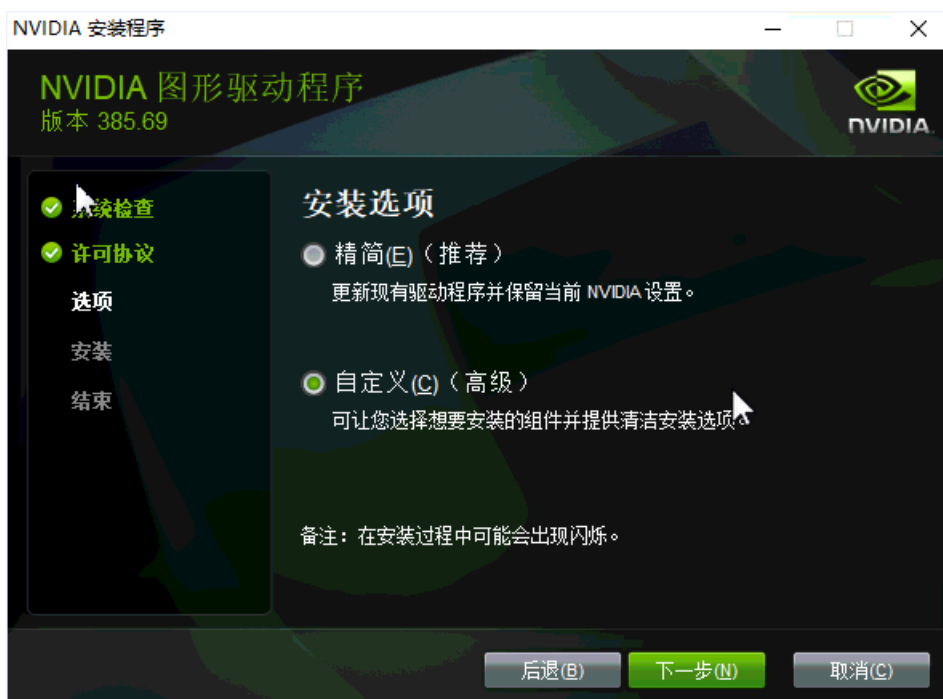 NVIDIA 安装程序
NVIDIA 图形驱动程序
版本 385.69
NVIDIA.
系统检查
许可协议
选项
安装
结束
安装选项
精简(E)（推荐）
更新现有驱动程序并保留当前 NVIDIA 设置。
自定义(C)（高级）
可让您选择想要安装的组件并提供清洁安装选项。
备注：在安装过程中可能会出现闪烁。
后退(B)
下一步(N)
取消(C)